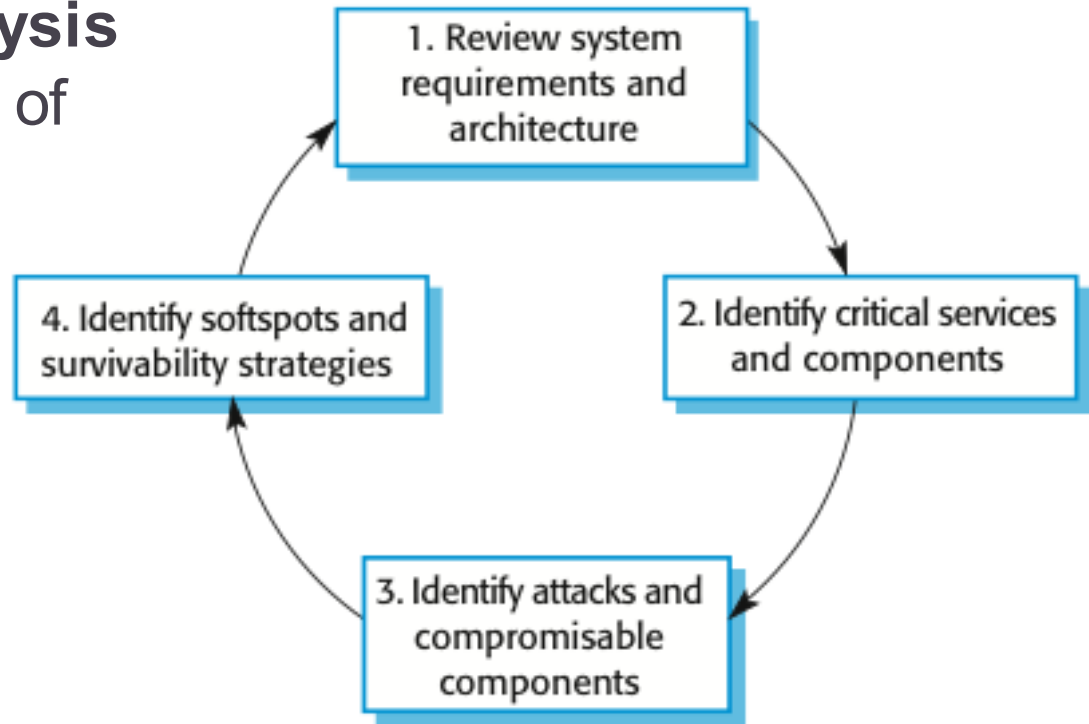 ysis
of
1. Review system
requirements and
architecture
4. Identify softspots and
survivability strategies
2. Identify critical services
and components
3. Identify attacks and
compromisable
components